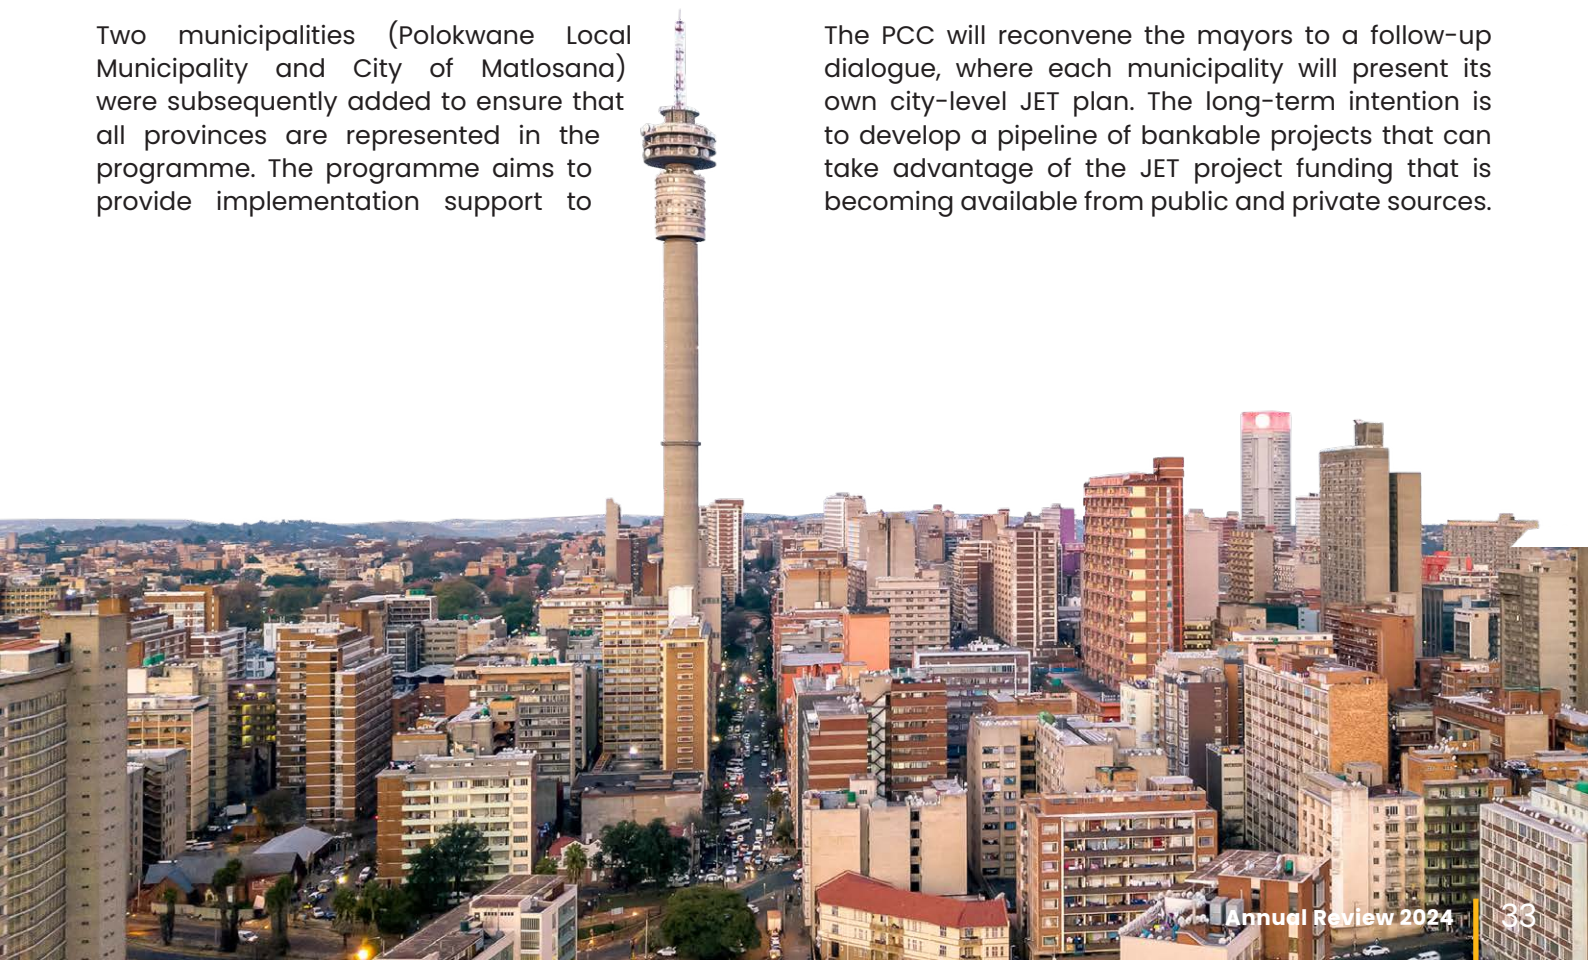 Two municipalities (Polokwane Local
Municipality and City of Matlosana)
were subsequently added to ensure that
all provinces are represented in the
programme. The programme aims to
provide implementation support to
The PCC will reconvene the mayors to a follow-up
dialogue, where each municipality will present its
own city-level JET plan. The long-term intention is
to develop a pipeline of bankable projects that can
take advantage of the JET project funding that is
becoming available from public and private sources.
Annual Review 2024
33